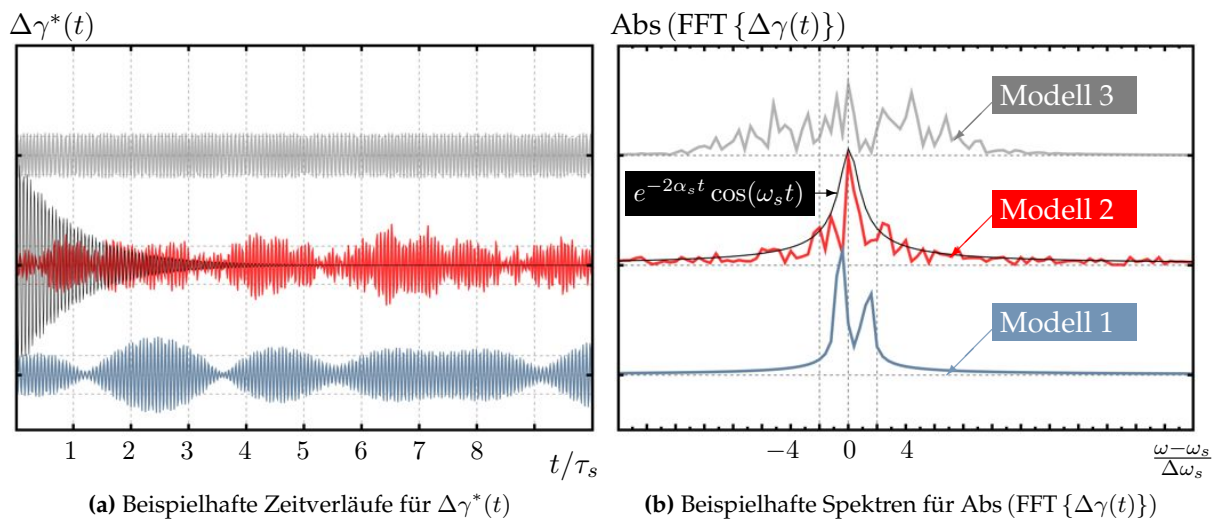 Δγ*(t)
1 2 3 4 5 6 7 8 t/τ_s
(a) Beispielhafte Zeitverläufe für Δγ*(t)
Abs (FFT {Δγ(t)})
Modell 3
e^{-2α_s t} cos(ω_s t)
Modell 2
Modell 1
−4 0 4 (ω−ω_s)/(Δω_s)
(b) Beispielhafte Spektren für Abs (FFT {Δγ(t)})